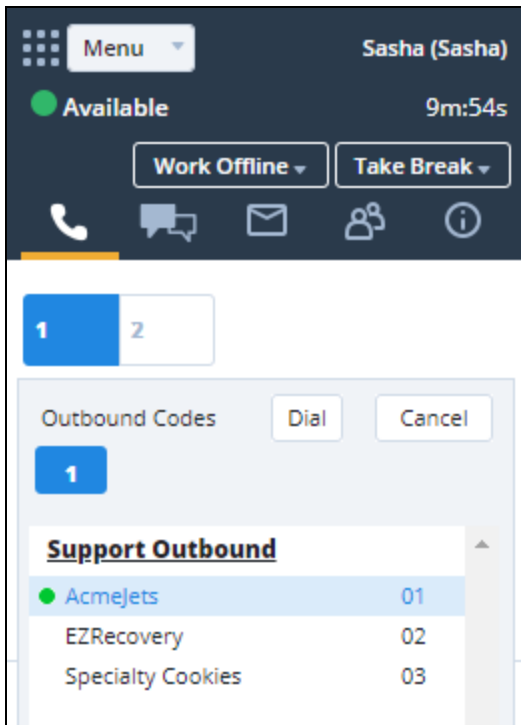 Menu Sasha (Sasha)
Available 9m:54s
Work Offline Take Break
1 2
Outbound Codes Dial Cancel
1
Support Outbound
AcmeJets 01
EZRecovery 02
Specialty Cookies 03